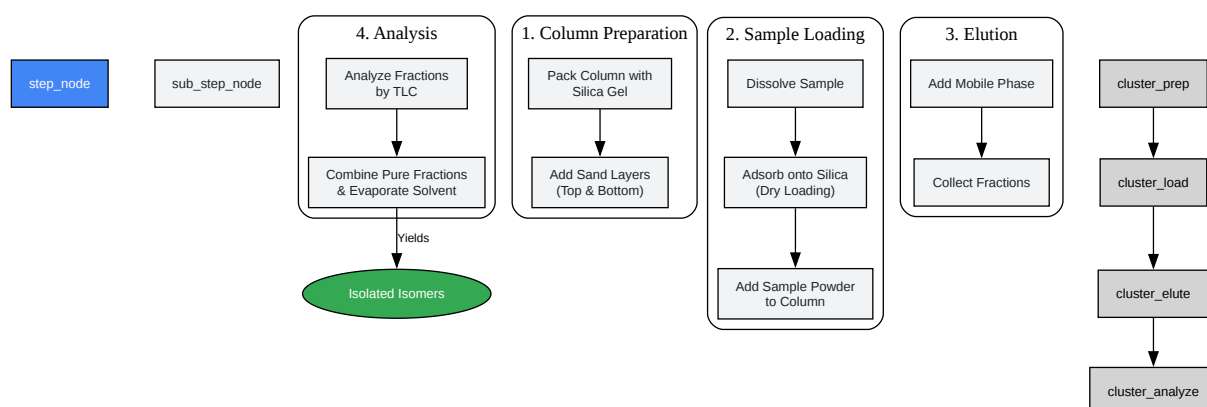 step_node
sub_step_node
4. Analysis
Analyze Fractions
by TLC
Combine Pure Fractions
& Evaporate Solvent
Yields
Isolated Isomers
1. Column Preparation
Pack Column with
Silica Gel
Add Sand Layers
(Top & Bottom)
2. Sample Loading
Dissolve Sample
Adsorb onto Silica
(Dry Loading)
Add Sample Powder
to Column
3. Elution
Add Mobile Phase
Collect Fractions
cluster_prep
cluster_load
cluster_elute
cluster_analyze